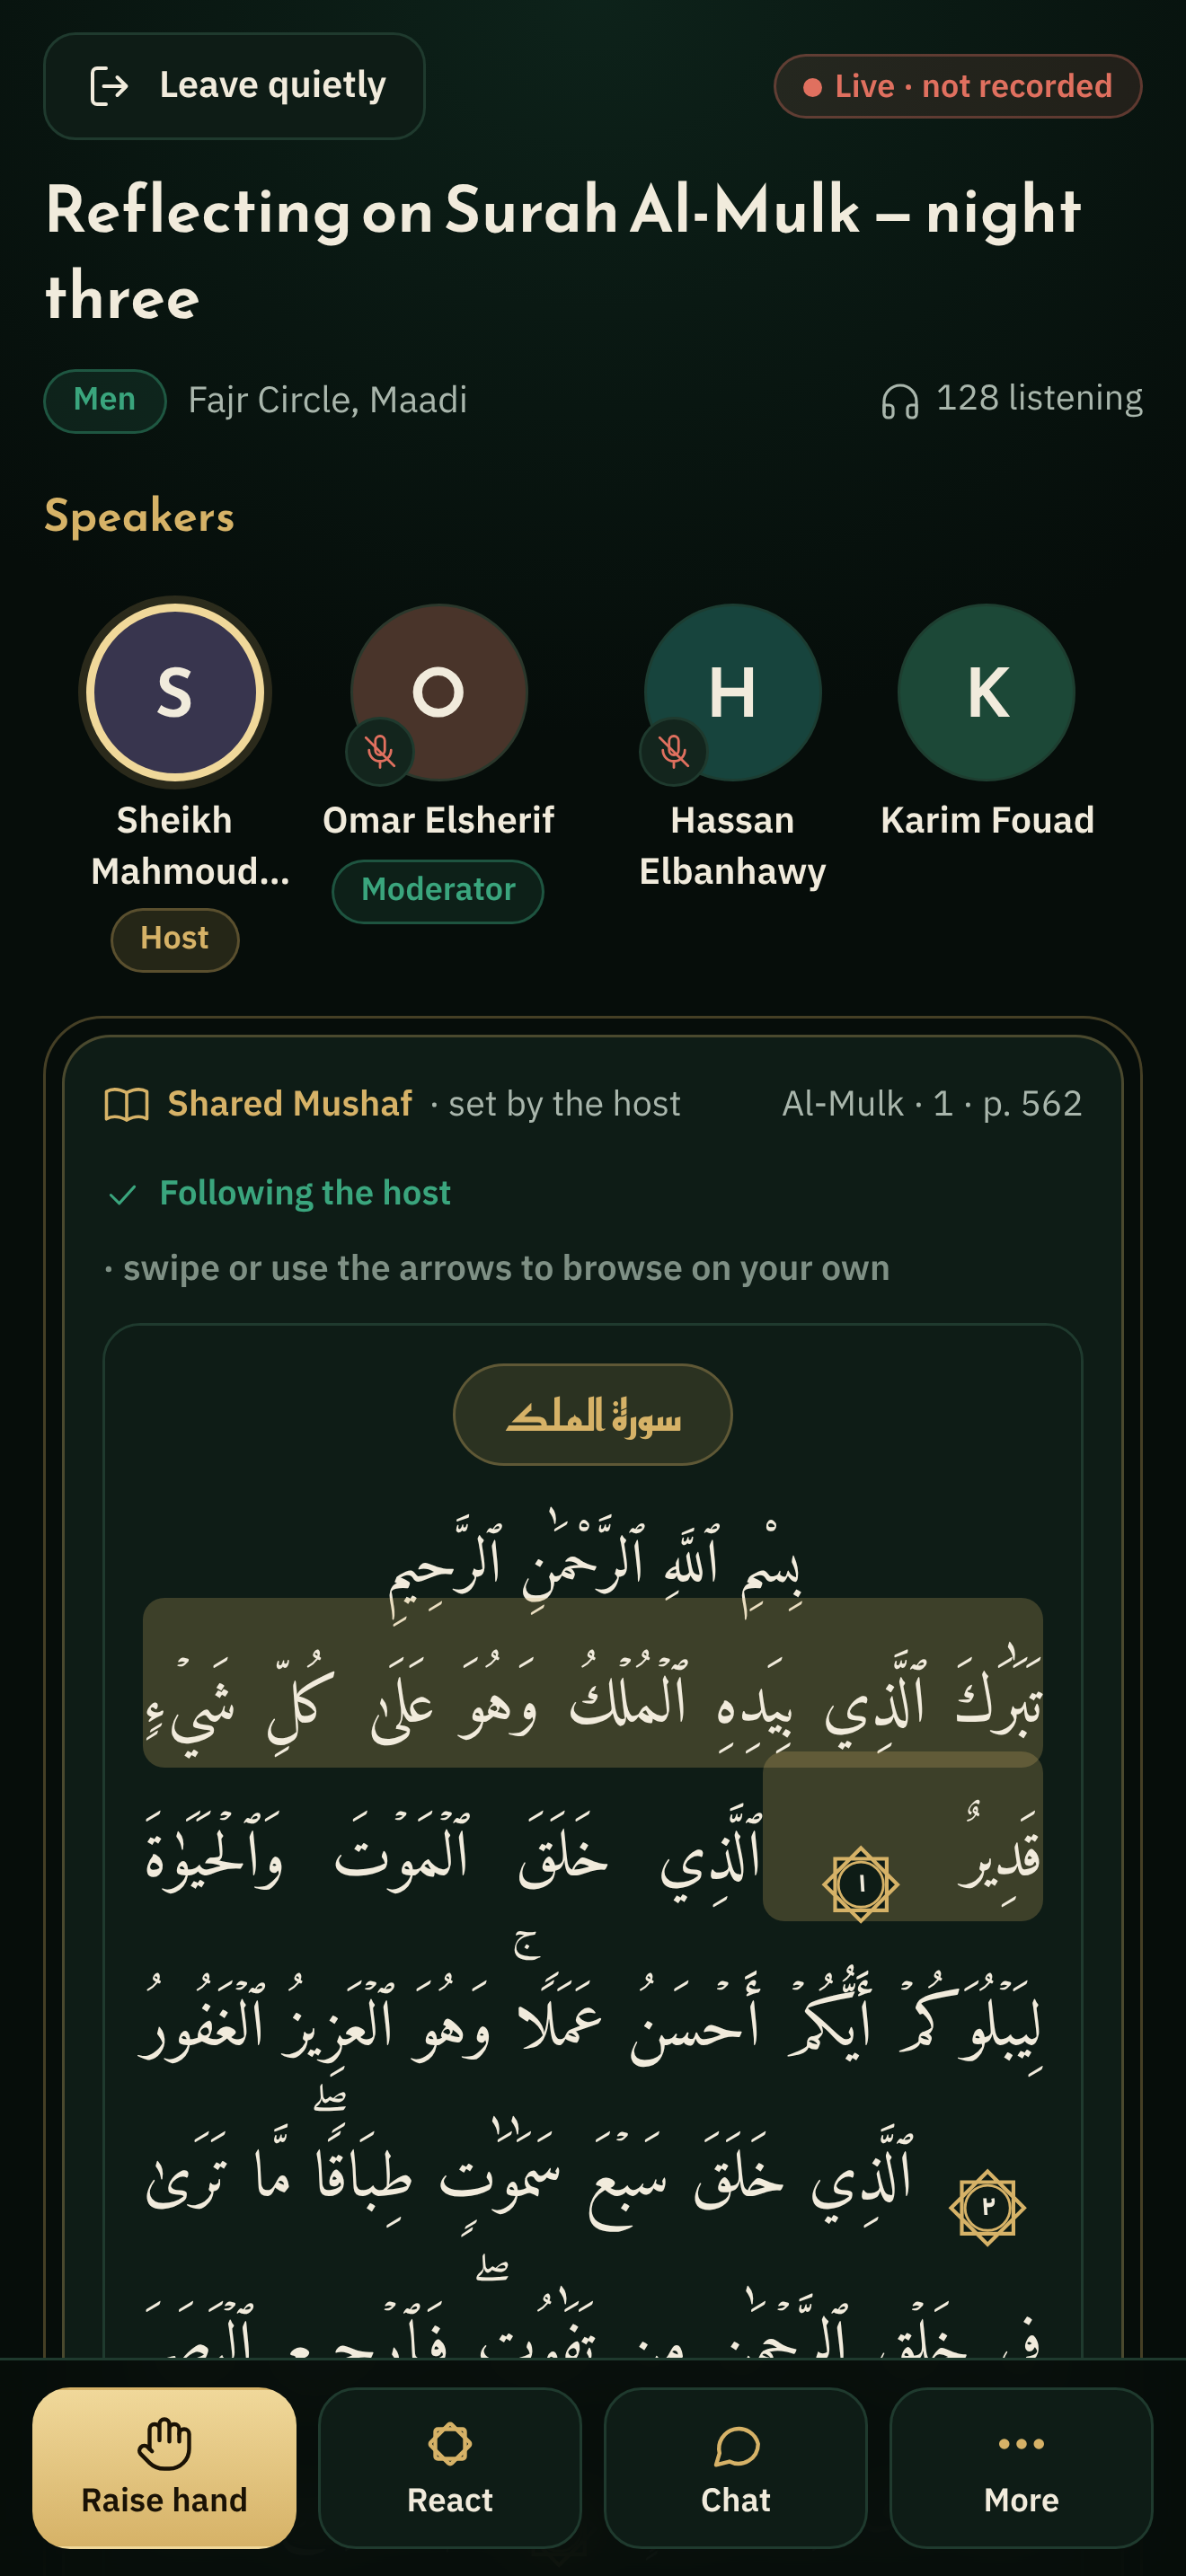 Leave quietly
Live · not recorded
Reflecting on Surah Al-Mulk – night
three
Men
Fajr Circle, Maadi
128 listening
Speakers
S
O
H
K
Sheikh
Mahmoud...
Host
Omar Elsherif
Moderator
Hassan
Elbanhawy
Karim Fouad
Shared Mushaf · set by the host
Al-Mulk · 1 · p. 562
Following the host
· swipe or use the arrows to browse on your own
سورة الملك
بِسْمِ ٱللَّهِ ٱلرَّحْمَٰنِ ٱلرَّحِيمِ
تَبَٰرَكَ ٱلَّذِي بِيَدِهِ ٱلۡمُلۡكُ وَهُوَ عَلَىٰ كُلِّ شَيۡءٖ
قَدِيرٌ ١ ٱلَّذِي خَلَقَ ٱلۡمَوۡتَ وَٱلۡحَيَوٰةَ
لِيَبۡلُوَكُمۡ أَيُّكُمۡ أَحۡسَنُ عَمَلٗاۚ وَهُوَ ٱلۡعَزِيزُ ٱلۡغَفُورُ
٢ ٱلَّذِي خَلَقَ سَبۡعَ سَمَٰوَٰتٖ طِبَاقٗاۖ مَّا تَرَىٰ
فِي خَلۡقِ ٱلرَّحۡمَٰنِ مِن تَفَٰوُتٖۖ فَٱرۡجِعِ ٱلۡبَصَرَ
Raise hand
React
Chat
More